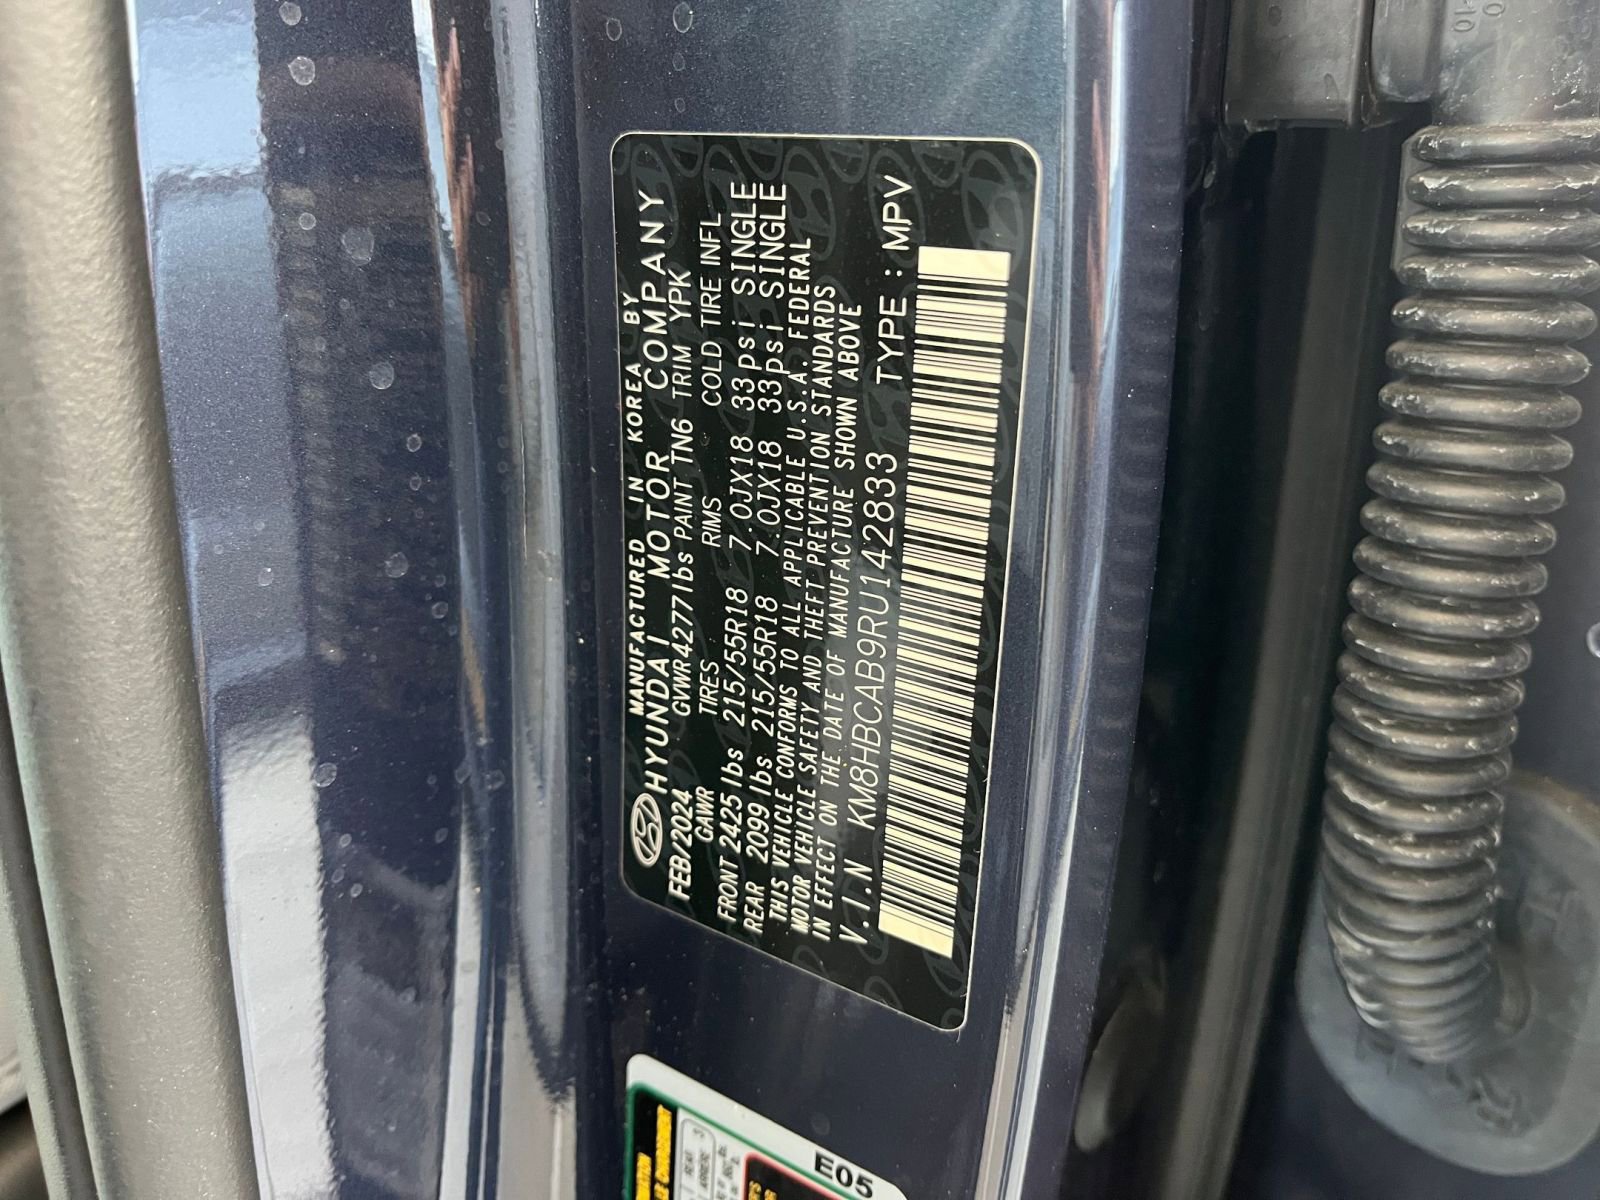 MANUFACTURED IN KOREA BY
HYUNDAI MOTOR COMPANY
FEB/2024 GVWR4277lbs PAINT TN6 TRIM YPK
GAWR TIRES RIMS COLD TIRE INFL
FRONT 2425 lbs 215/55R18 7.0JX18 33psi SINGLE
REAR 2099 lbs 215/55R18 7.0JX18 33psi SINGLE
THIS VEHICLE CONFORMS TO ALL APPLICABLE U.S.A. FEDERAL
MOTOR VEHICLE SAFETY AND THEFT PREVENTION STANDARDS
IN EFFECT ON THE DATE OF MANUFACTURE SHOWN ABOVE
V.I.N KM8HBCAB9RU142833 TYPE : MPV
E05